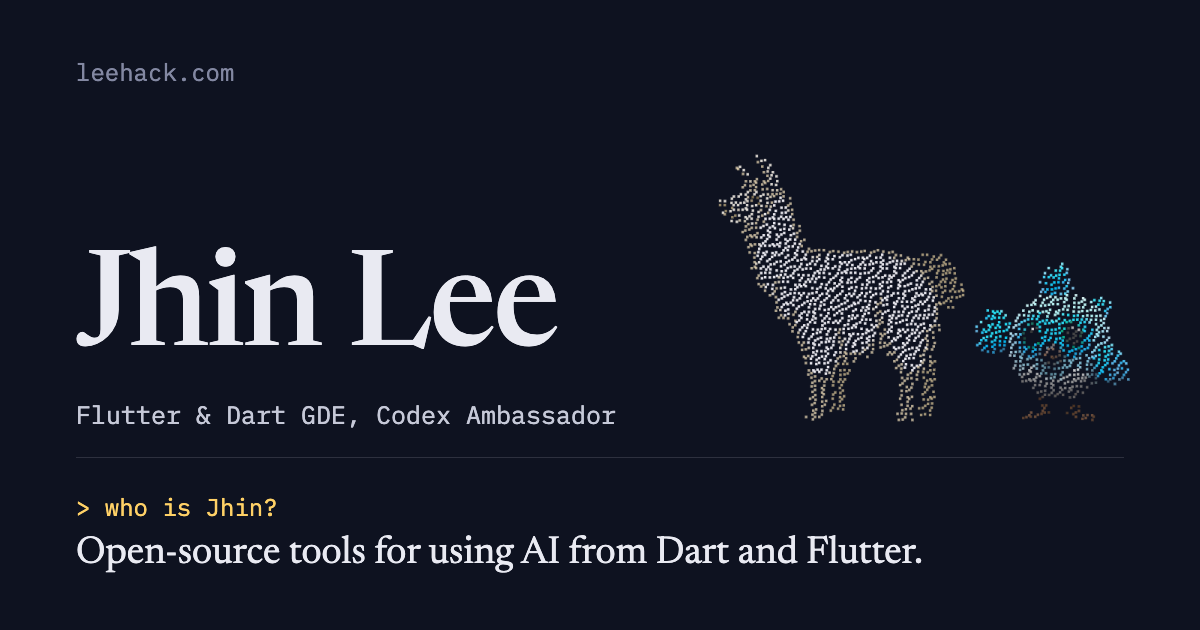 leehack.com
Jhin Lee
Flutter & Dart GDE, Codex Ambassador
> who is Jhin?
Open-source tools for using AI from Dart and Flutter.